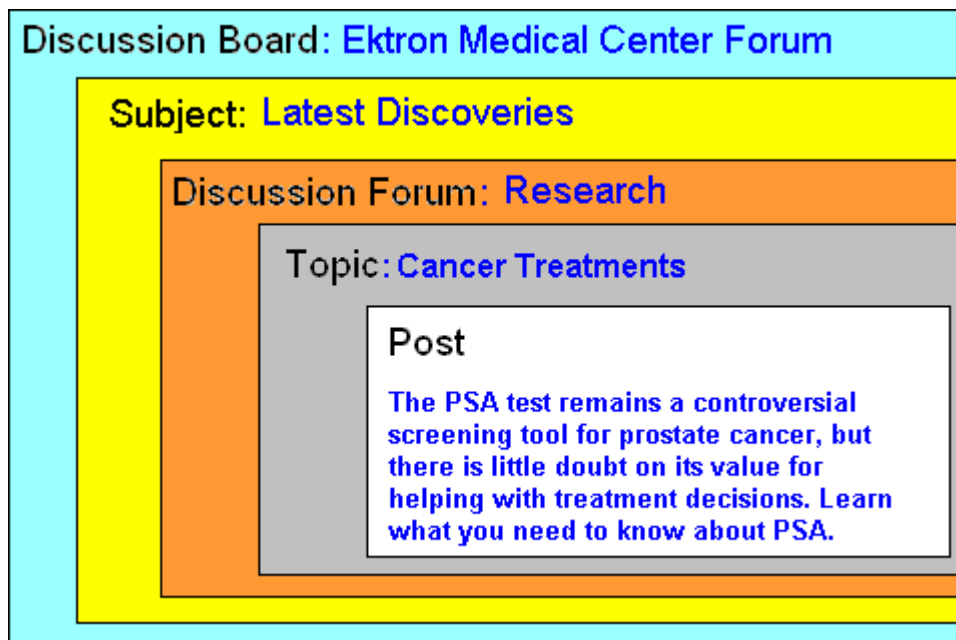 Discussion Board: Ektron Medical Center Forum
Subject: Latest Discoveries
Discussion Forum: Research
Topic: Cancer Treatments
Post
The PSA test remains a controversial
screening tool for prostate cancer, but
there is little doubt on its value for
helping with treatment decisions. Learn
what you need to know about PSA.